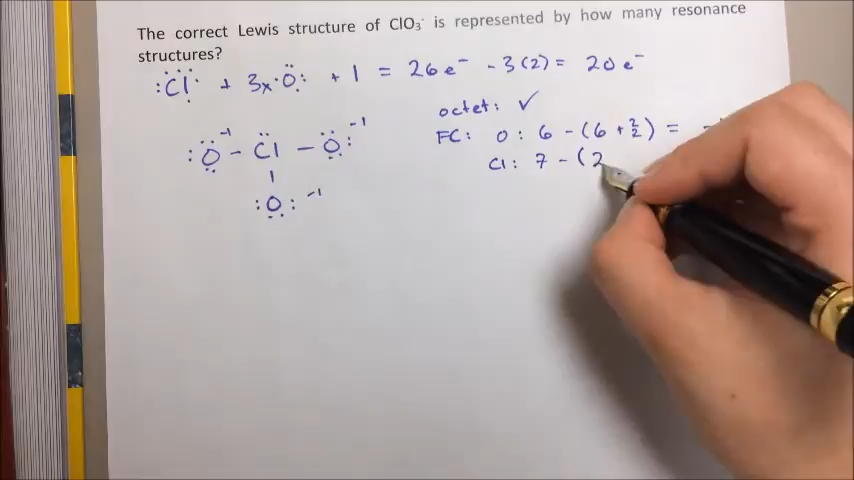 The correct Lewis structure of ClO₃⁻ is represented by how many resonance
structures?
:Cl· + 3x·O: + 1 = 26e⁻ - 3(2) = 20e⁻
octet: ✓
FC: O: 6 - (6 + 2/2) = -
Cl: 7 - (2
:O -1 - Cl - O: -1
:O: -1